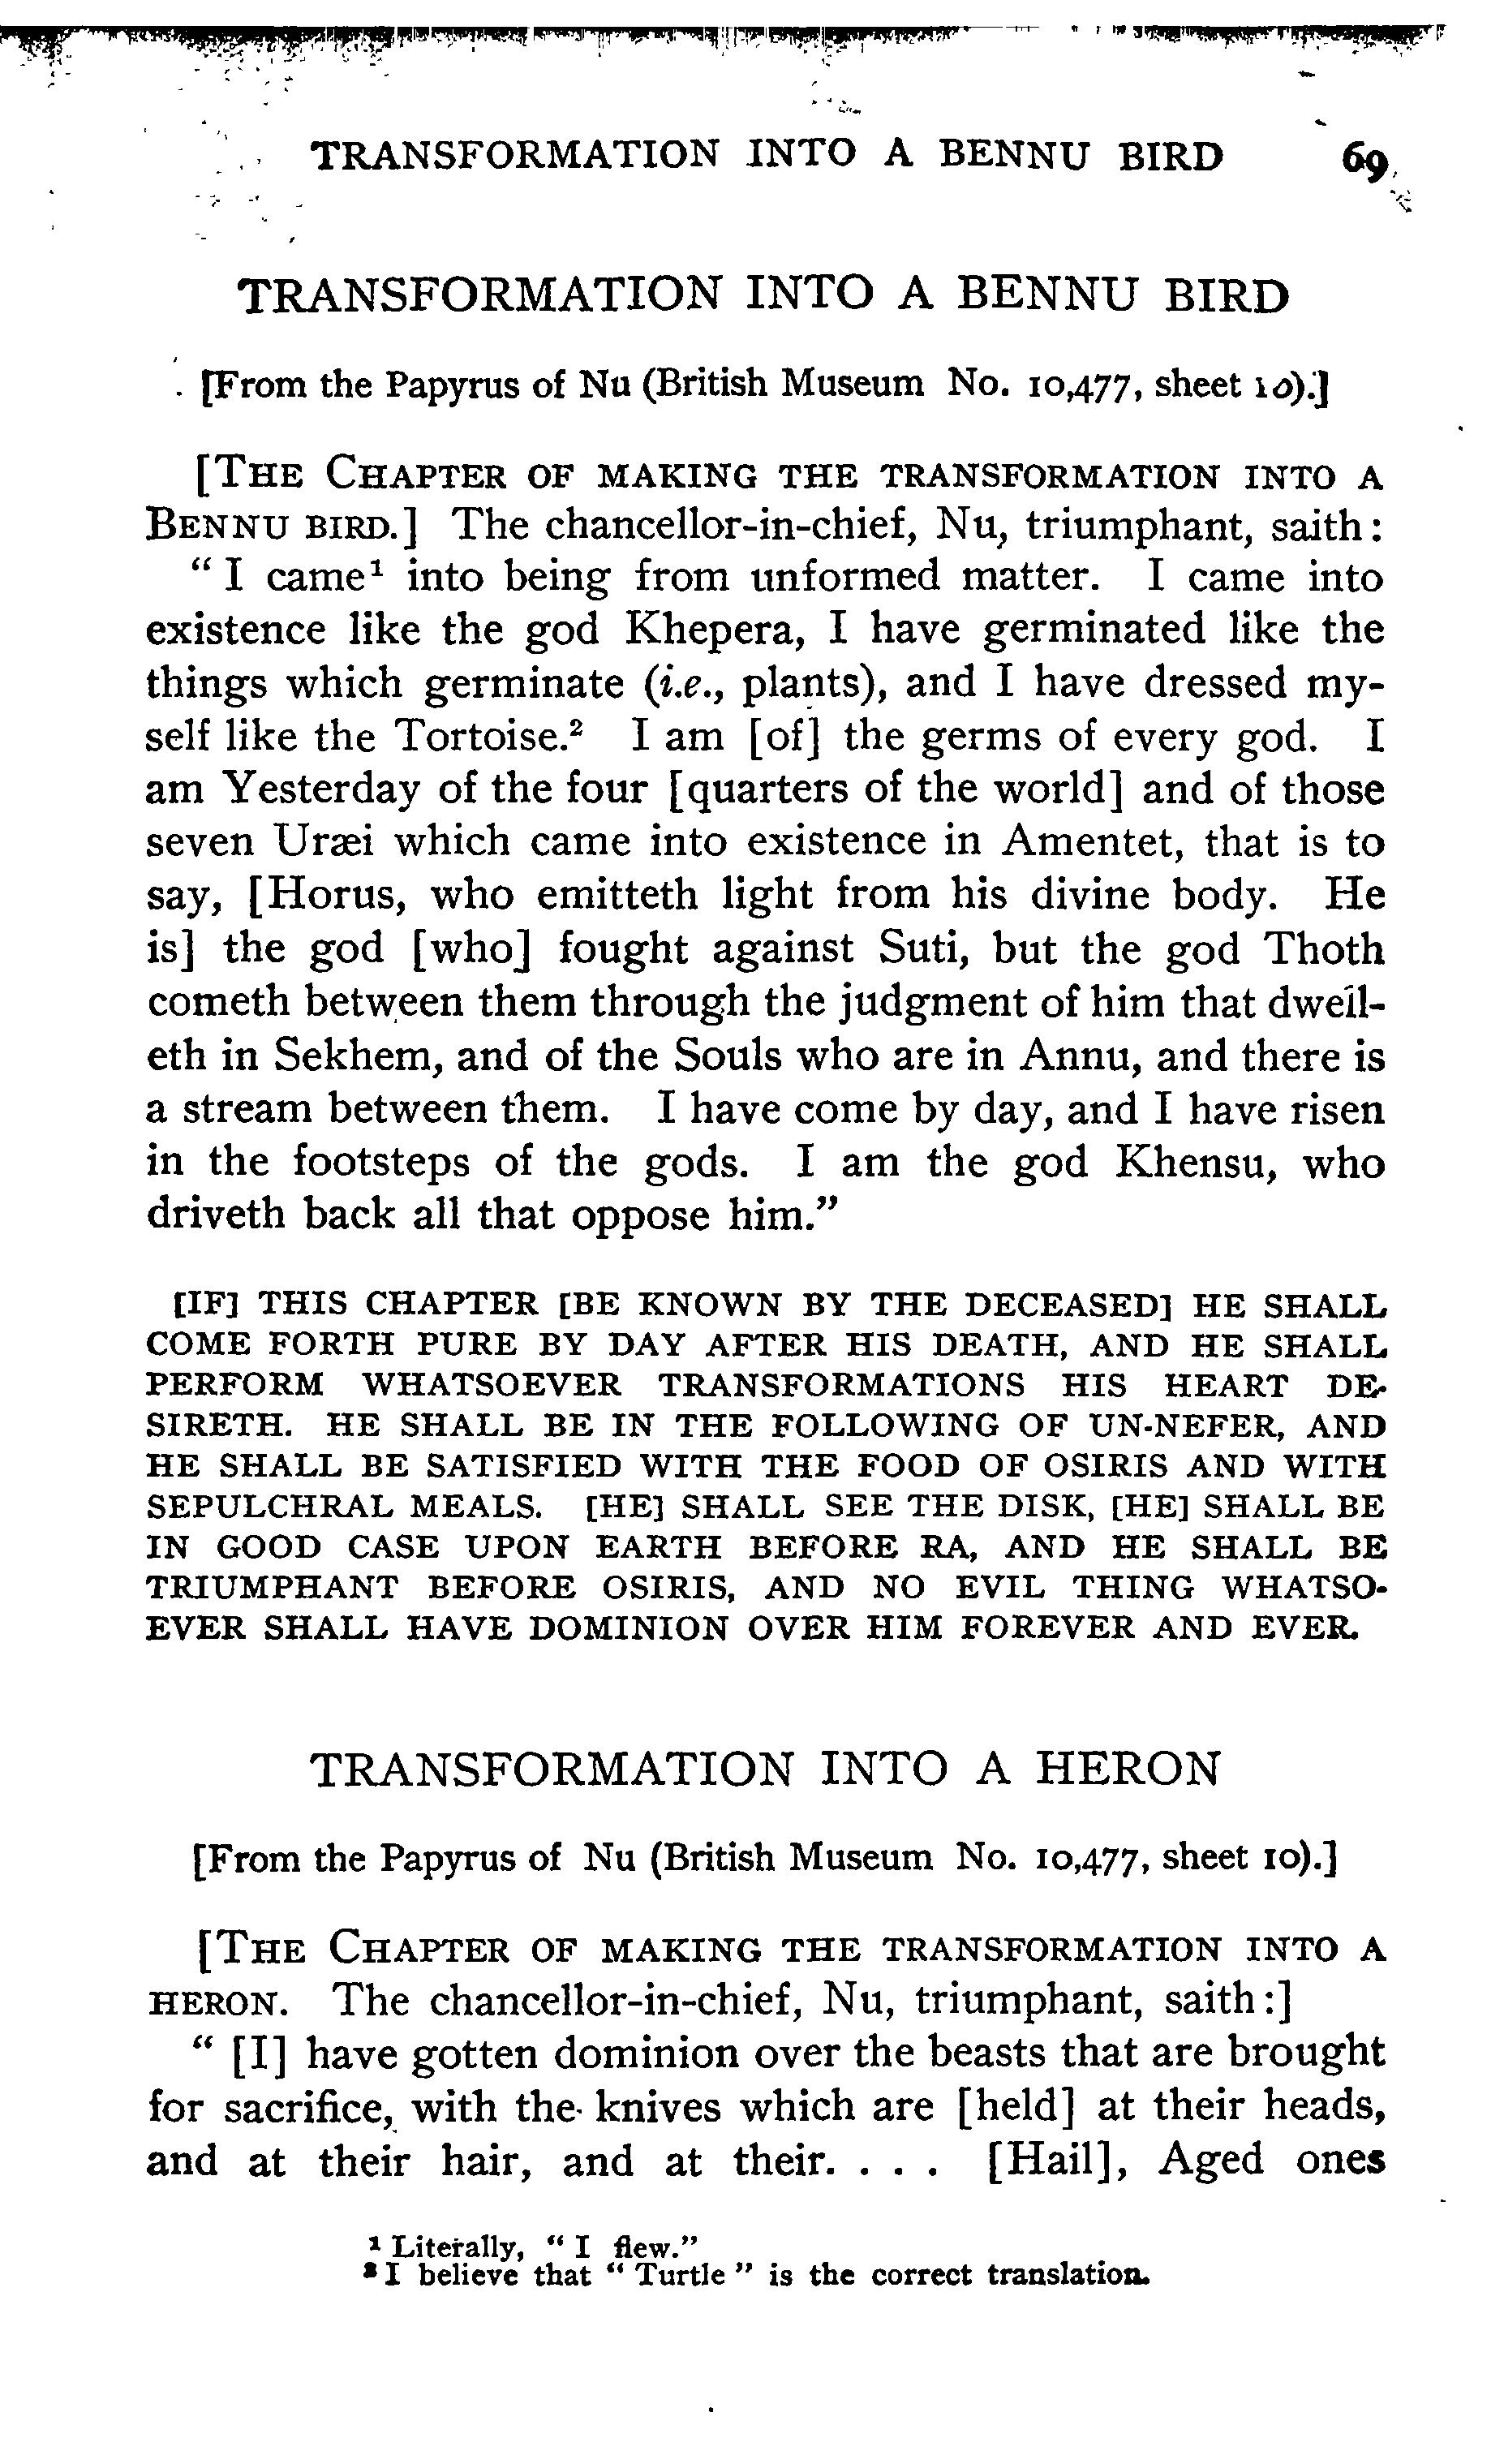 TRANSFORMATION INTO A BENNU BIRD 69
TRANSFORMATION INTO A BENNU BIRD
[From the Papyrus of Nu (British Museum No. 10,477, sheet 10).]
[THE CHAPTER OF MAKING THE TRANSFORMATION INTO A
BENNU BIRD.] The chancellor-in-chief, Nu, triumphant, saith:
“I came¹ into being from unformed matter. I came into
existence like the god Khepera, I have germinated like the
things which germinate (i.e., plants), and I have dressed my-
self like the Tortoise.² I am [of] the germs of every god. I
am Yesterday of the four [quarters of the world] and of those
seven Uræi which came into existence in Amentet, that is to
say, [Horus, who emitteth light from his divine body. He
is] the god [who] fought against Suti, but the god Thoth
cometh between them through the judgment of him that dwell-
eth in Sekhem, and of the Souls who are in Annu, and there is
a stream between them. I have come by day, and I have risen
in the footsteps of the gods. I am the god Khensu, who
driveth back all that oppose him.”
[IF] THIS CHAPTER [BE KNOWN BY THE DECEASED] HE SHALL
COME FORTH PURE BY DAY AFTER HIS DEATH, AND HE SHALL
PERFORM WHATSOEVER TRANSFORMATIONS HIS HEART DE-
SIRETH. HE SHALL BE IN THE FOLLOWING OF UN-NEFER, AND
HE SHALL BE SATISFIED WITH THE FOOD OF OSIRIS AND WITH
SEPULCHRAL MEALS. [HE] SHALL SEE THE DISK, [HE] SHALL BE
IN GOOD CASE UPON EARTH BEFORE RA, AND HE SHALL BE
TRIUMPHANT BEFORE OSIRIS, AND NO EVIL THING WHATSO-
EVER SHALL HAVE DOMINION OVER HIM FOREVER AND EVER.
TRANSFORMATION INTO A HERON
[From the Papyrus of Nu (British Museum No. 10,477, sheet 10).]
[THE CHAPTER OF MAKING THE TRANSFORMATION INTO A
HERON. The chancellor-in-chief, Nu, triumphant, saith:]
“[I] have gotten dominion over the beasts that are brought
for sacrifice, with the knives which are [held] at their heads,
and at their hair, and at their. . . . [Hail], Aged ones
¹ Literally, “I flew.”
² I believe that “Turtle” is the correct translation.